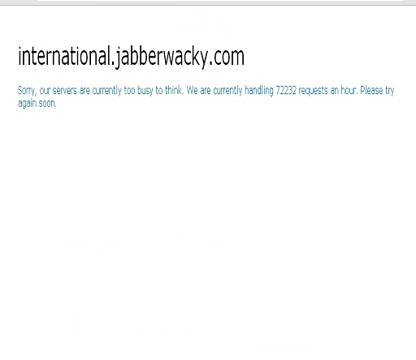 international.jabberwacky.com
Sorry, our servers are currently too busy to think. We are currently handling 72232 requests an hour. Please try
again soon.